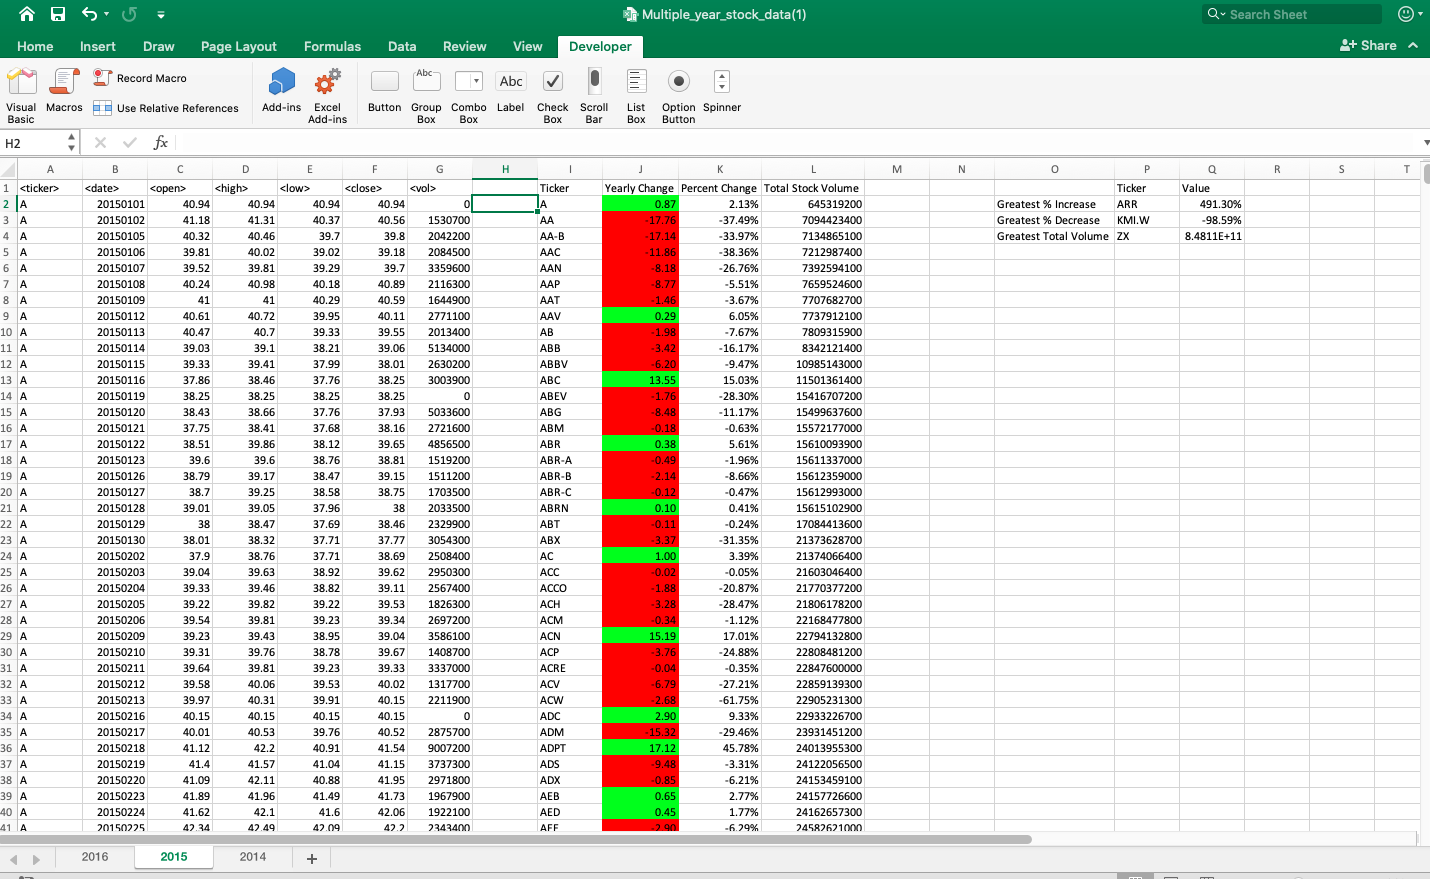 Multiple_year_stock_data(1)
Search Sheet
Home Insert Draw Page Layout Formulas Data Review View Developer Share
Visual Basic Macros Record Macro Use Relative References Add-ins Excel Add-ins Button Group Box Combo Box Label Check Box Scroll Bar List Box Option Button Spinner
Abc Abc
H2 fx
A B C D E F G H I J K L M N O P Q R S T
1 <ticker> <date> <open> <high> <low> <close> <vol> Ticker Yearly Change Percent Change Total Stock Volume Ticker Value
2 A 20150101 40.94 40.94 40.94 40.94 0 A 0.87 2.13% 645319200 Greatest % Increase ARR 491.30%
3 A 20150102 41.18 41.31 40.37 40.56 1530700 AA -17.76 -37.49% 7094423400 Greatest % Decrease KMI.W -98.59%
4 A 20150105 40.32 40.46 39.7 39.8 2042200 AA-B -17.14 -33.97% 7134865100 Greatest Total Volume ZX 8.4811E+11
5 A 20150106 39.81 40.02 39.02 39.18 2084500 AAC -11.86 -38.36% 7212987400
6 A 20150107 39.52 39.81 39.29 39.7 3359600 AAN -8.18 -26.76% 7392594100
7 A 20150108 40.24 40.98 40.18 40.89 2116300 AAP -8.77 -5.51% 7659524600
8 A 20150109 41 41 40.29 40.59 1644900 AAT -1.46 -3.67% 7707682700
9 A 20150112 40.61 40.72 39.95 40.11 2771100 AAV 0.29 6.05% 7737912100
10 A 20150113 40.47 40.7 39.33 39.55 2013400 AB -1.98 -7.67% 7809315900
11 A 20150114 39.03 39.1 38.21 39.06 5134000 ABB -3.42 -16.17% 8342121400
12 A 20150115 39.33 39.41 37.99 38.01 2630200 ABBV -6.20 -9.47% 10985143000
13 A 20150116 37.86 38.46 37.76 38.25 3003900 ABC 13.55 15.03% 11501361400
14 A 20150119 38.25 38.25 38.25 38.25 0 ABEV -1.76 -28.30% 15416707200
15 A 20150120 38.43 38.66 37.76 37.93 5033600 ABG -8.48 -11.17% 15499637600
16 A 20150121 37.75 38.41 37.68 38.16 2721600 ABM -0.18 -0.63% 15572177000
17 A 20150122 38.51 39.86 38.12 39.65 4856500 ABR 0.38 5.61% 15610093900
18 A 20150123 39.6 39.6 38.76 38.81 1519200 ABR-A -0.49 -1.96% 15611337000
19 A 20150126 38.79 39.17 38.47 39.15 1511200 ABR-B -2.14 -8.66% 15612359000
20 A 20150127 38.7 39.25 38.58 38.75 1703500 ABR-C -0.12 -0.47% 15612993000
21 A 20150128 39.01 39.05 37.96 38 2033500 ABRN 0.10 0.41% 15615102900
22 A 20150129 38 38.47 37.69 38.46 2329900 ABT -0.11 -0.24% 17084413600
23 A 20150130 38.01 38.32 37.71 37.77 3054300 ABX -3.37 -31.35% 21373628700
24 A 20150202 37.9 38.76 37.71 38.69 2508400 AC 1.00 3.39% 21374066400
25 A 20150203 39.04 39.63 38.92 39.62 2950300 ACC -0.02 -0.05% 21603046400
26 A 20150204 39.33 39.46 38.82 39.11 2567400 ACCO -1.88 -20.87% 21770377200
27 A 20150205 39.22 39.82 39.22 39.53 1826300 ACH -3.28 -28.47% 21806178200
28 A 20150206 39.54 39.81 39.23 39.34 2697200 ACM -0.34 -1.12% 22168477800
29 A 20150209 39.23 39.43 38.95 39.04 3586100 ACN 15.19 17.01% 22794132800
30 A 20150210 39.31 39.76 38.78 39.67 1408700 ACP -3.76 -24.88% 22808481200
31 A 20150211 39.64 39.81 39.23 39.33 3337000 ACRE -0.04 -0.35% 22847600000
32 A 20150212 39.58 40.06 39.53 40.02 1317700 ACV -6.79 -27.21% 22859139300
33 A 20150213 39.97 40.31 39.91 40.15 2211900 ACW -2.68 -61.75% 22905231300
34 A 20150216 40.15 40.15 40.15 40.15 0 ADC 2.90 9.33% 22933226700
35 A 20150217 40.01 40.53 39.76 40.52 2875700 ADM -15.32 -29.46% 23931451200
36 A 20150218 41.12 42.2 40.91 41.54 9007200 ADPT 17.12 45.78% 24013955300
37 A 20150219 41.4 41.57 41.04 41.15 3737300 ADS -9.48 -3.31% 24122056500
38 A 20150220 41.09 42.11 40.88 41.95 2971800 ADX -0.85 -6.21% 24153459100
39 A 20150223 41.89 41.96 41.49 41.73 1967900 AEB 0.65 2.77% 24157726600
40 A 20150224 41.62 42.1 41.6 42.06 1922100 AED 0.45 1.77% 24162657300
41 A 20150225 42.34 42.49 42.09 42.2 2343400 AEE -2.90 -6.29% 24582621000
2016 2015 2014 +